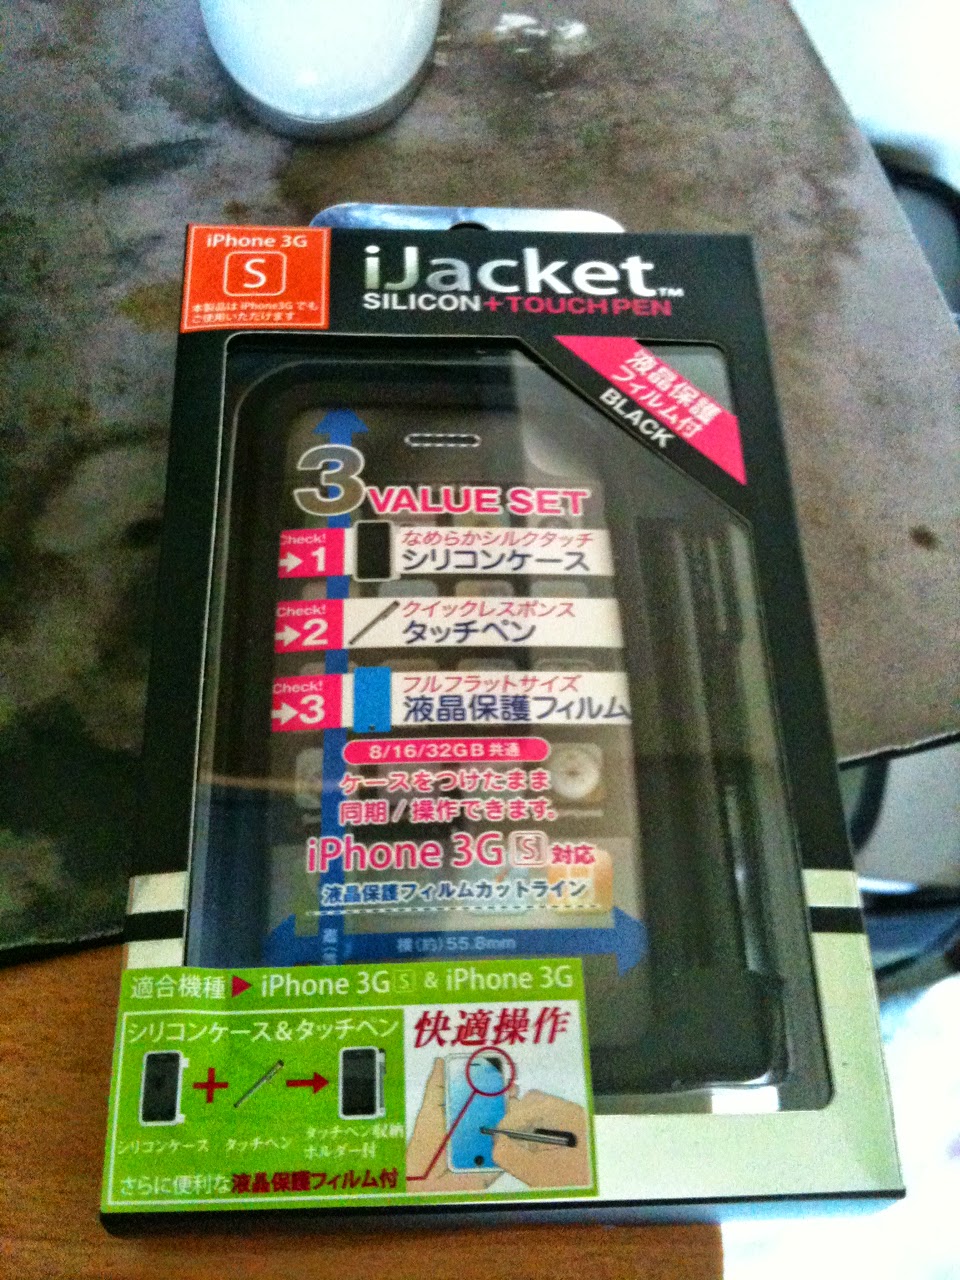 iPhone 3G
S
本製品は iPhone3G でも
ご使用いただけます
iJacket™
SILICON+TOUCH PEN
液晶保護
フィルム付
BLACK
3 VALUE SET
Check!
→1
なめらかシルクタッチ
シリコンケース
Check!
→2
クイックレスポンス
タッチペン
Check!
→3
フルフラットサイズ
液晶保護フィルム
8/16/32GB 共通
ケースをつけたまま
同期/操作できます。
iPhone 3G S 対応
液晶保護フィルムカットライン
横(約)55.8mm
適合機種 ▶ iPhone 3G S & iPhone 3G
シリコンケース&タッチペン
快適操作
シリコンケース
タッチペン
タッチペン収納
ホルダー付
さらに便利な液晶保護フィルム付